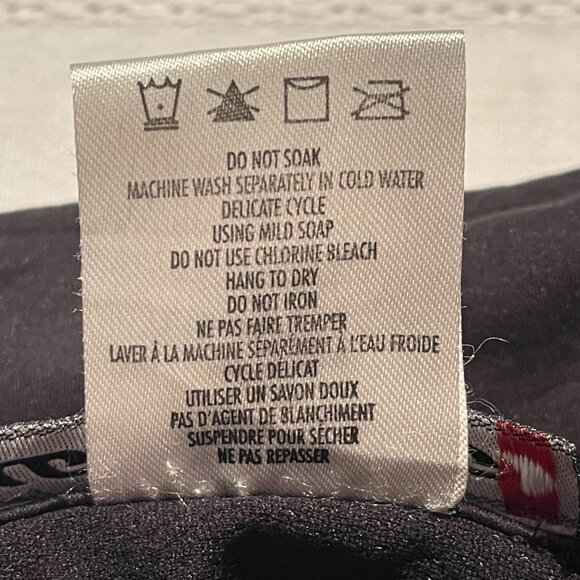 DO NOT SOAK
MACHINE WASH SEPARATELY IN COLD WATER
DELICATE CYCLE
USING MILD SOAP
DO NOT USE CHLORINE BLEACH
HANG TO DRY
DO NOT IRON
NE PAS FAIRE TREMPER
LAVER À LA MACHINE SÉPARÉMENT À L'EAU FROIDE
CYCLE DÉLICAT
UTILISER UN SAVON DOUX
PAS D'AGENT DE BLANCHIMENT
SUSPENDRE POUR SÉCHER
NE PAS REPASSER